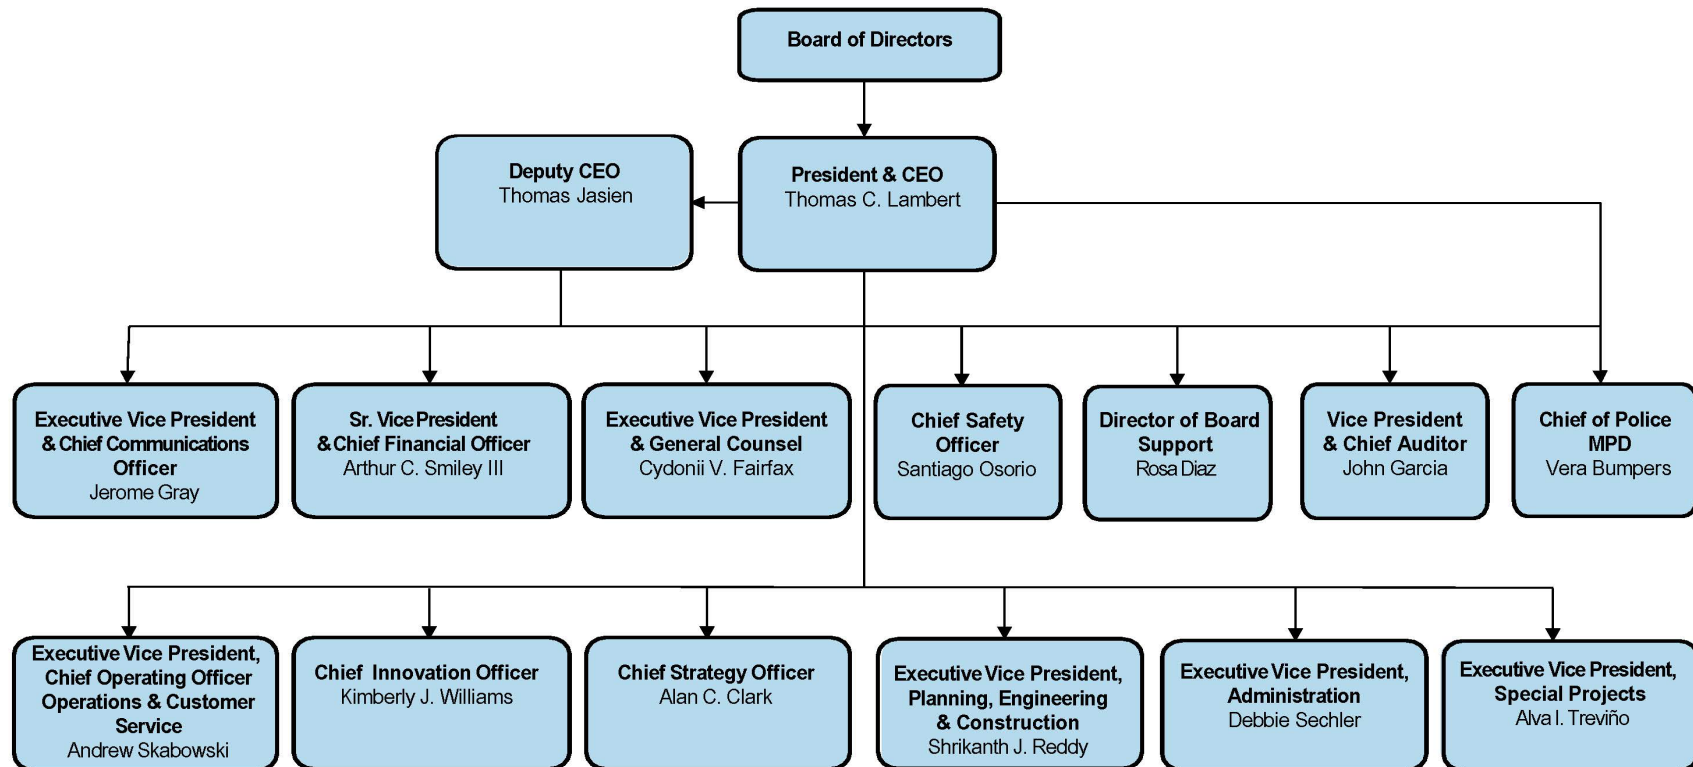 Board of Directors
Deputy CEO
Thomas Jasien
President & CEO
Thomas C. Lambert
Executive Vice President
& Chief Communications
Officer
Jerome Gray
Sr. Vice President
& Chief Financial Officer
Arthur C. Smiley III
Executive Vice President
& General Counsel
Cydonii V. Fairfax
Chief Safety
Officer
Santiago Osorio
Director of Board
Support
Rosa Diaz
Vice President
& Chief Auditor
John Garcia
Chief of Police
MPD
Vera Bumpers
Executive Vice President,
Chief Operating Officer
Operations & Customer
Service
Andrew Skabowski
Chief Innovation Officer
Kimberly J. Williams
Chief Strategy Officer
Alan C. Clark
Executive Vice President,
Planning, Engineering
& Construction
Shrikanth J. Reddy
Executive Vice President,
Administration
Debbie Sechler
Executive Vice President,
Special Projects
Alva I. Treviño